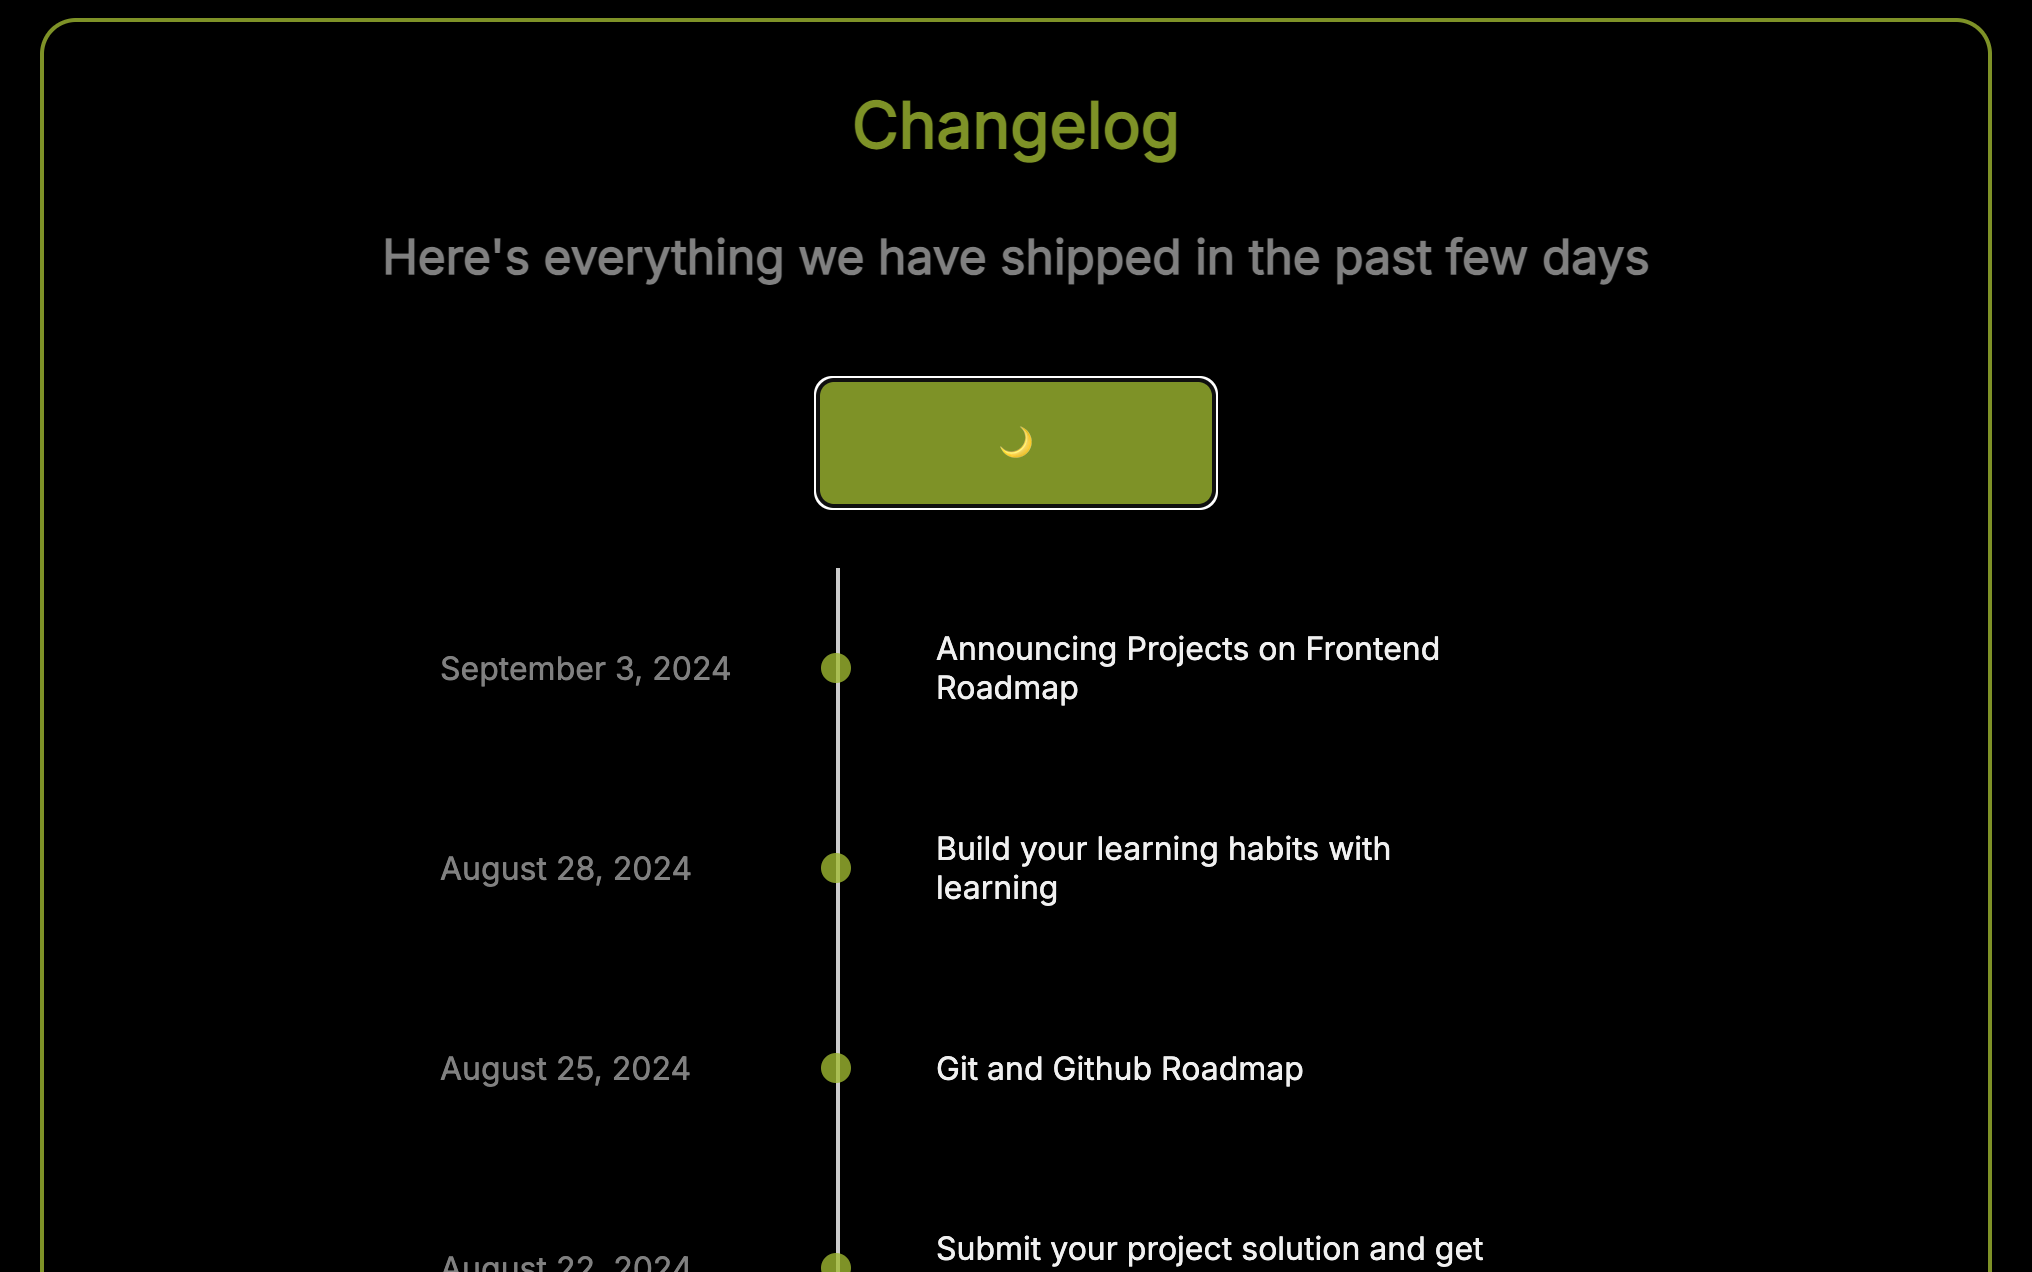 Changelog
Here's everything we have shipped in the past few days
September 3, 2024
Announcing Projects on Frontend
Roadmap
August 28, 2024
Build your learning habits with
learning
August 25, 2024
Git and Github Roadmap
August 22, 2024
Submit your project solution and get